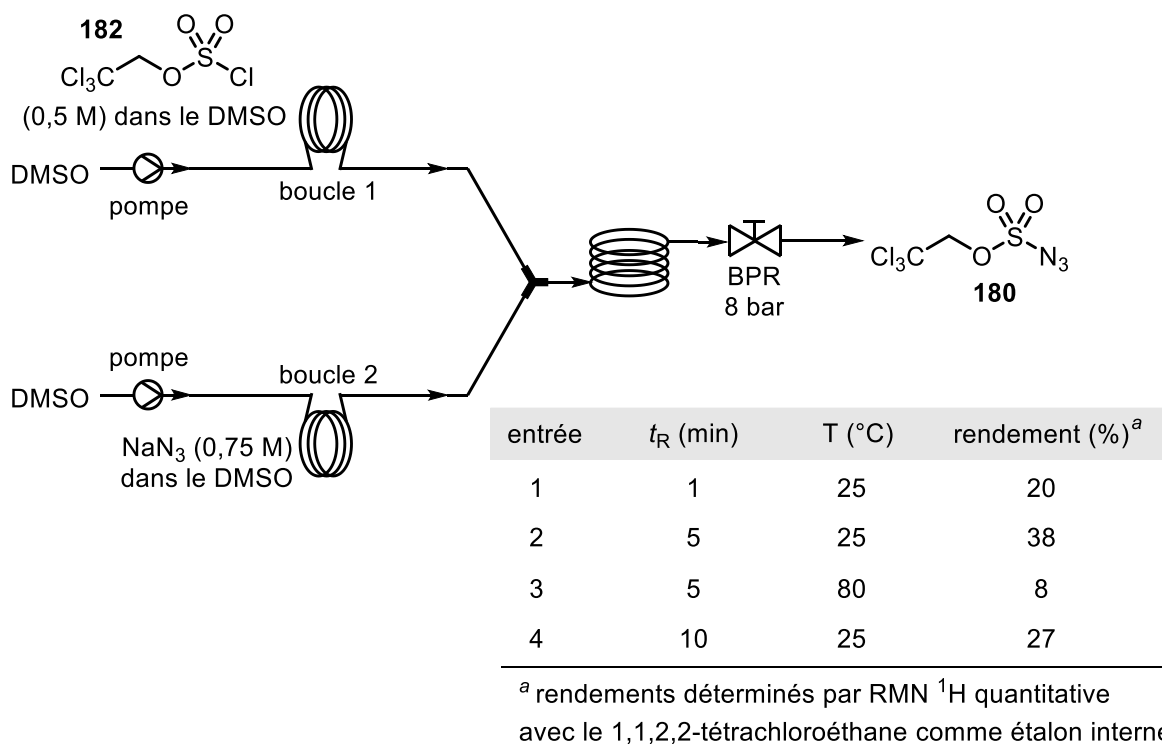 182
O O
S
Cl3C O Cl
(0,5 M) dans le DMSO
DMSO
pompe
boucle 1
O O
S
Cl3C O N3
180
BPR
8 bar
pompe
boucle 2
DMSO
NaN3 (0,75 M)
dans le DMSO
entrée tR (min) T (°C) rendement (%)a
1 1 25 20
2 5 25 38
3 5 80 8
4 10 25 27
a rendements déterminés par RMN 1H quantitative
avec le 1,1,2,2-tétrachloroéthane comme étalon interne